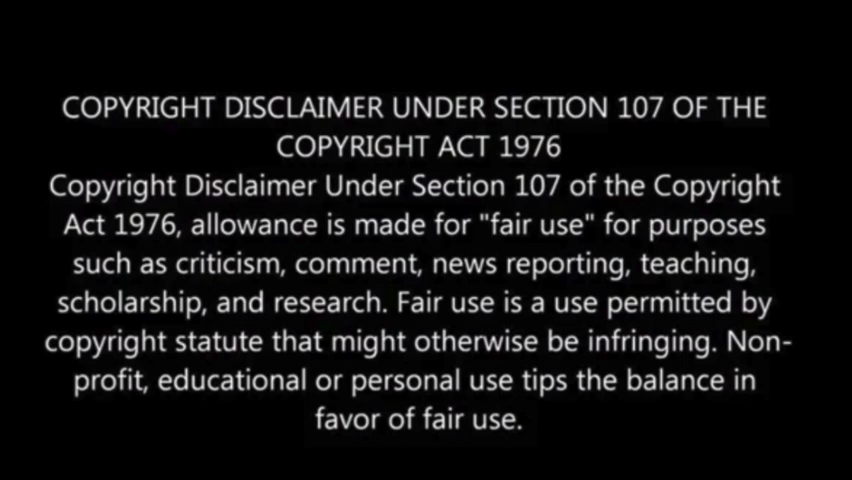 COPYRIGHT DISCLAIMER UNDER SECTION 107 OF THE
COPYRIGHT ACT 1976
Copyright Disclaimer Under Section 107 of the Copyright
Act 1976, allowance is made for "fair use" for purposes
such as criticism, comment, news reporting, teaching,
scholarship, and research. Fair use is a use permitted by
copyright statute that might otherwise be infringing. Non-
profit, educational or personal use tips the balance in
favor of fair use.